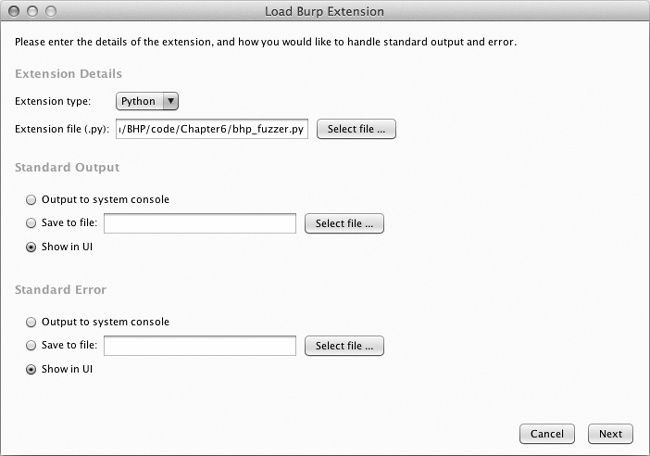 Load Burp Extension
Please enter the details of the extension, and how you would like to handle standard output and error.
Extension Details
Extension type: Python
Extension file (.py): /BHP/code/Chapter6/bhp_fuzzer.py Select file ...
Standard Output
Output to system console
Save to file: Select file ...
Show in UI
Standard Error
Output to system console
Save to file: Select file ...
Show in UI
Cancel Next